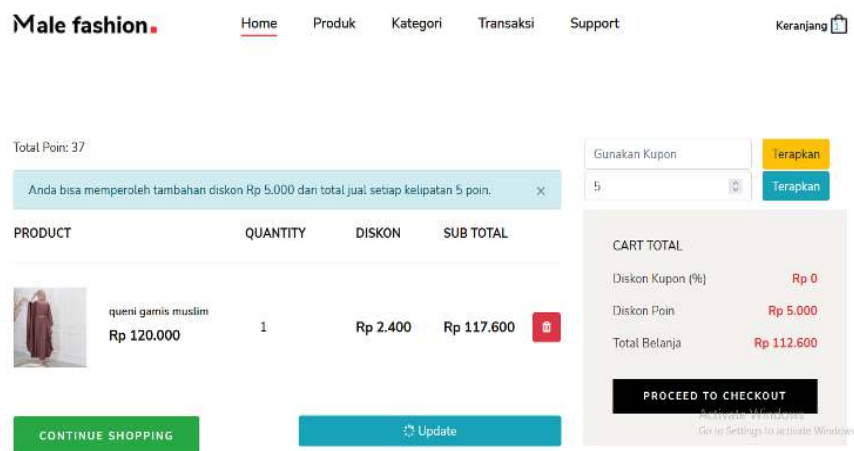 Male fashion.
Home Produk Kategori Transaksi Support
Keranjang 1
Total Poin: 37
Anda bisa memperoleh tambahan diskon Rp 5.000 dari total jual setiap kelipatan 5 poin. ×
PRODUCT QUANTITY DISKON SUB TOTAL
queni gamis muslim
Rp 120.000
1 Rp 2.400 Rp 117.600
CONTINUE SHOPPING
Update
Gunakan Kupon Terapkan
5 Terapkan
CART TOTAL
Diskon Kupon (%) Rp 0
Diskon Poin Rp 5.000
Total Belanja Rp 112.600
PROCEED TO CHECKOUT
Activate Windows
Go to Settings to activate Windows